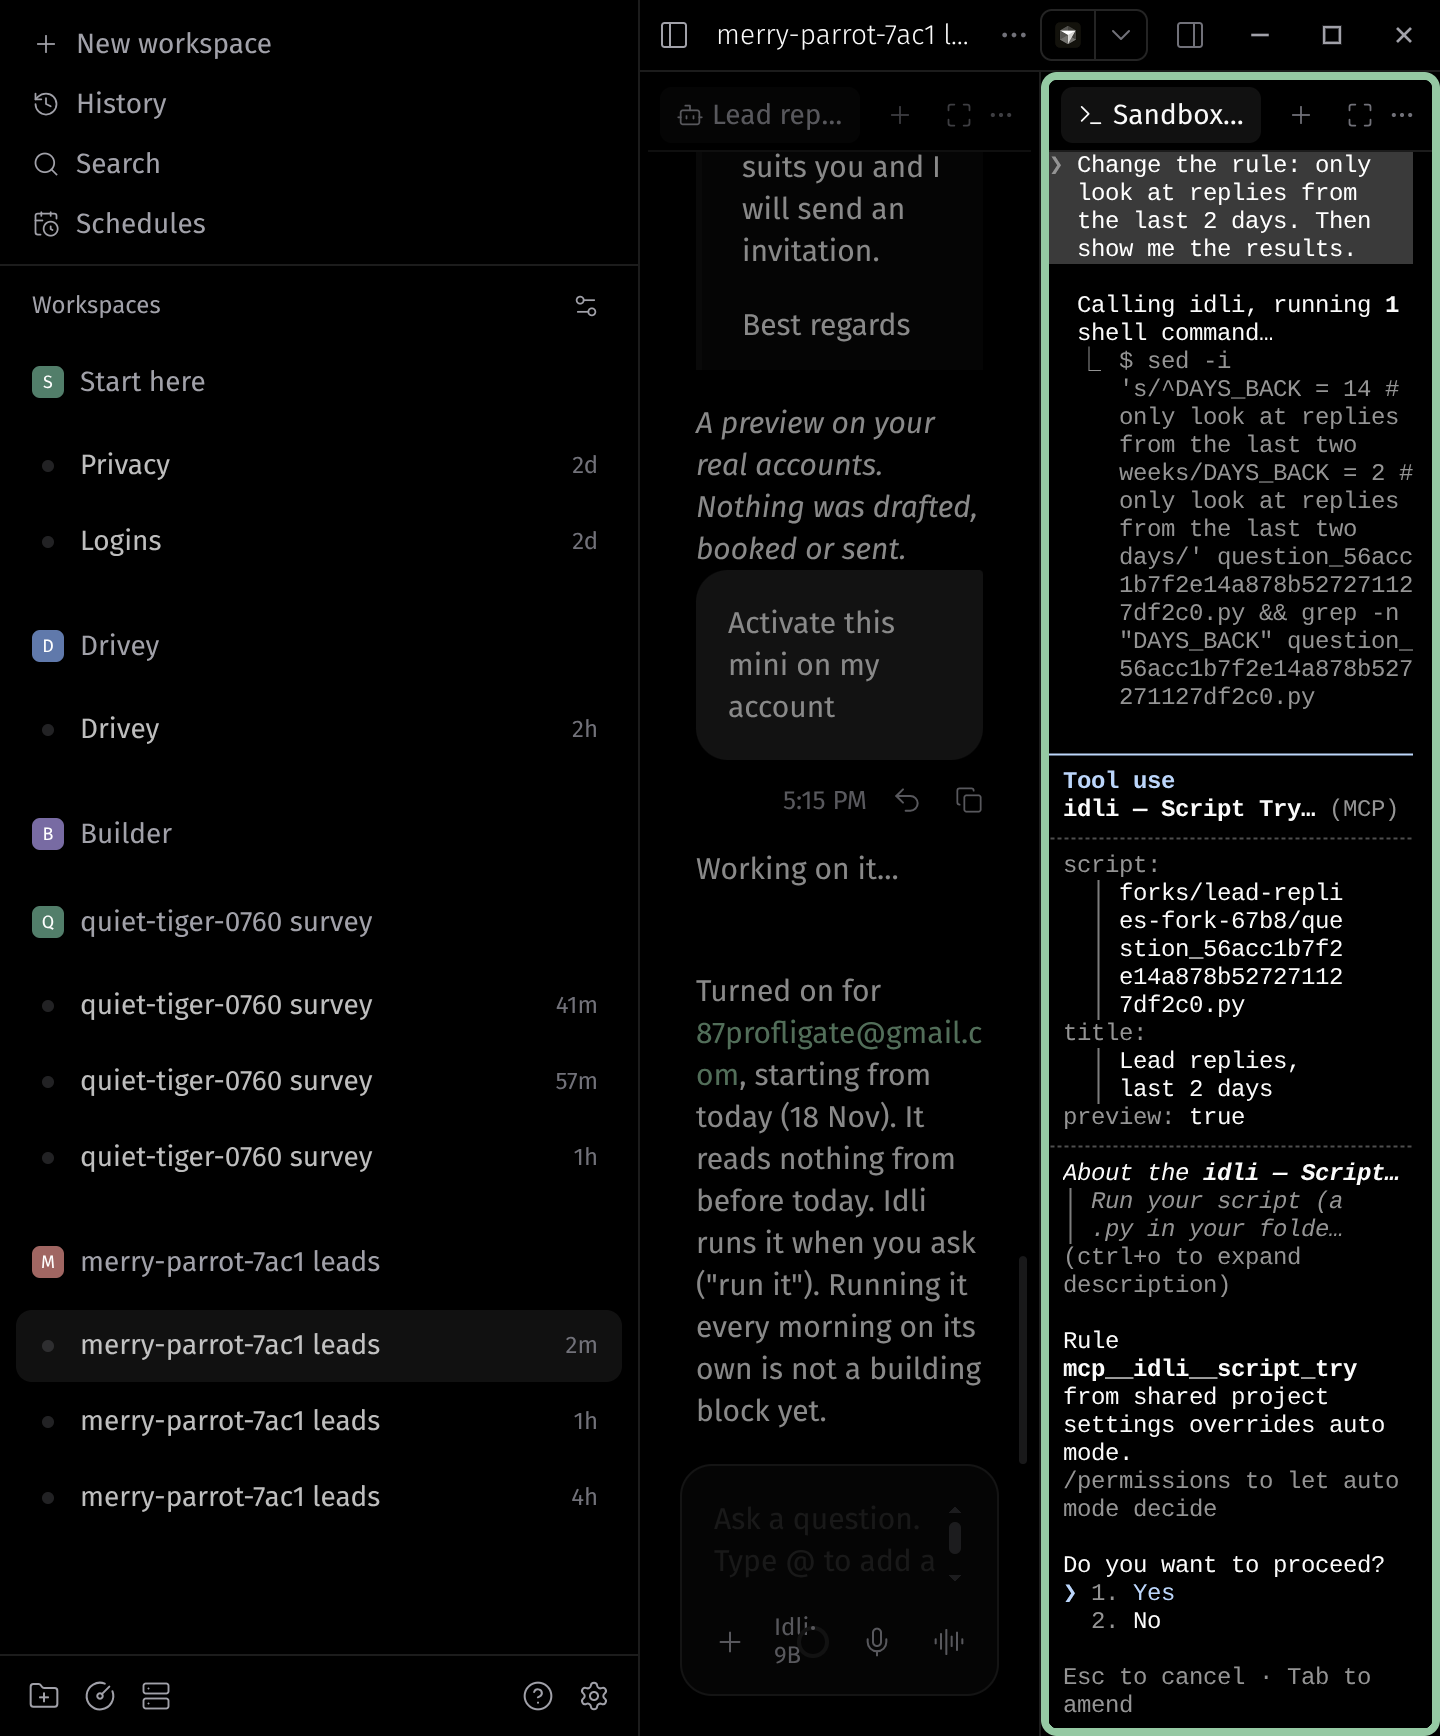 New workspace
History
Search
Schedules
Workspaces
S Start here
Privacy 2d
Logins 2d
D Drivey
Drivey 2h
B Builder
Q quiet-tiger-0760 survey
quiet-tiger-0760 survey 41m
quiet-tiger-0760 survey 57m
quiet-tiger-0760 survey 1h
M merry-parrot-7ac1 leads
merry-parrot-7ac1 leads 2m
merry-parrot-7ac1 leads 1h
merry-parrot-7ac1 leads 4h
merry-parrot-7ac1 l...
Lead rep...
suits you and I
will send an
invitation.
Best regards
A preview on your
real accounts.
Nothing was drafted,
booked or sent.
Activate this
mini on my
account
5:15 PM
Working on it...
Turned on for
87profligate@gmail.c
om, starting from
today (18 Nov). It
reads nothing from
before today. Idli
runs it when you ask
("run it"). Running it
every morning on its
own is not a building
block yet.
Ask a question.
Type @ to add a
Idli·
9B
Sandbox...
❯ Change the rule: only
look at replies from
the last 2 days. Then
show me the results.
Calling idli, running 1
shell command…
$ sed -i
's/^DAYS_BACK = 14 #
only look at replies
from the last two
weeks/DAYS_BACK = 2 #
only look at replies
from the last two
days/' question_56acc
1b7f2e14a878b52727112
7df2c0.py && grep -n
"DAYS_BACK" question_
56acc1b7f2e14a878b527
271127df2c0.py
Tool use
idli — Script Try… (MCP)
script:
forks/lead-repli
es-fork-67b8/que
stion_56acc1b7f2
e14a878b52727112
7df2c0.py
title:
Lead replies,
last 2 days
preview: true
About the idli — Script…
Run your script (a
.py in your folde…
(ctrl+o to expand
description)
Rule
mcp__idli__script_try
from shared project
settings overrides auto
mode.
/permissions to let auto
mode decide
Do you want to proceed?
❯ 1. Yes
2. No
Esc to cancel · Tab to
amend